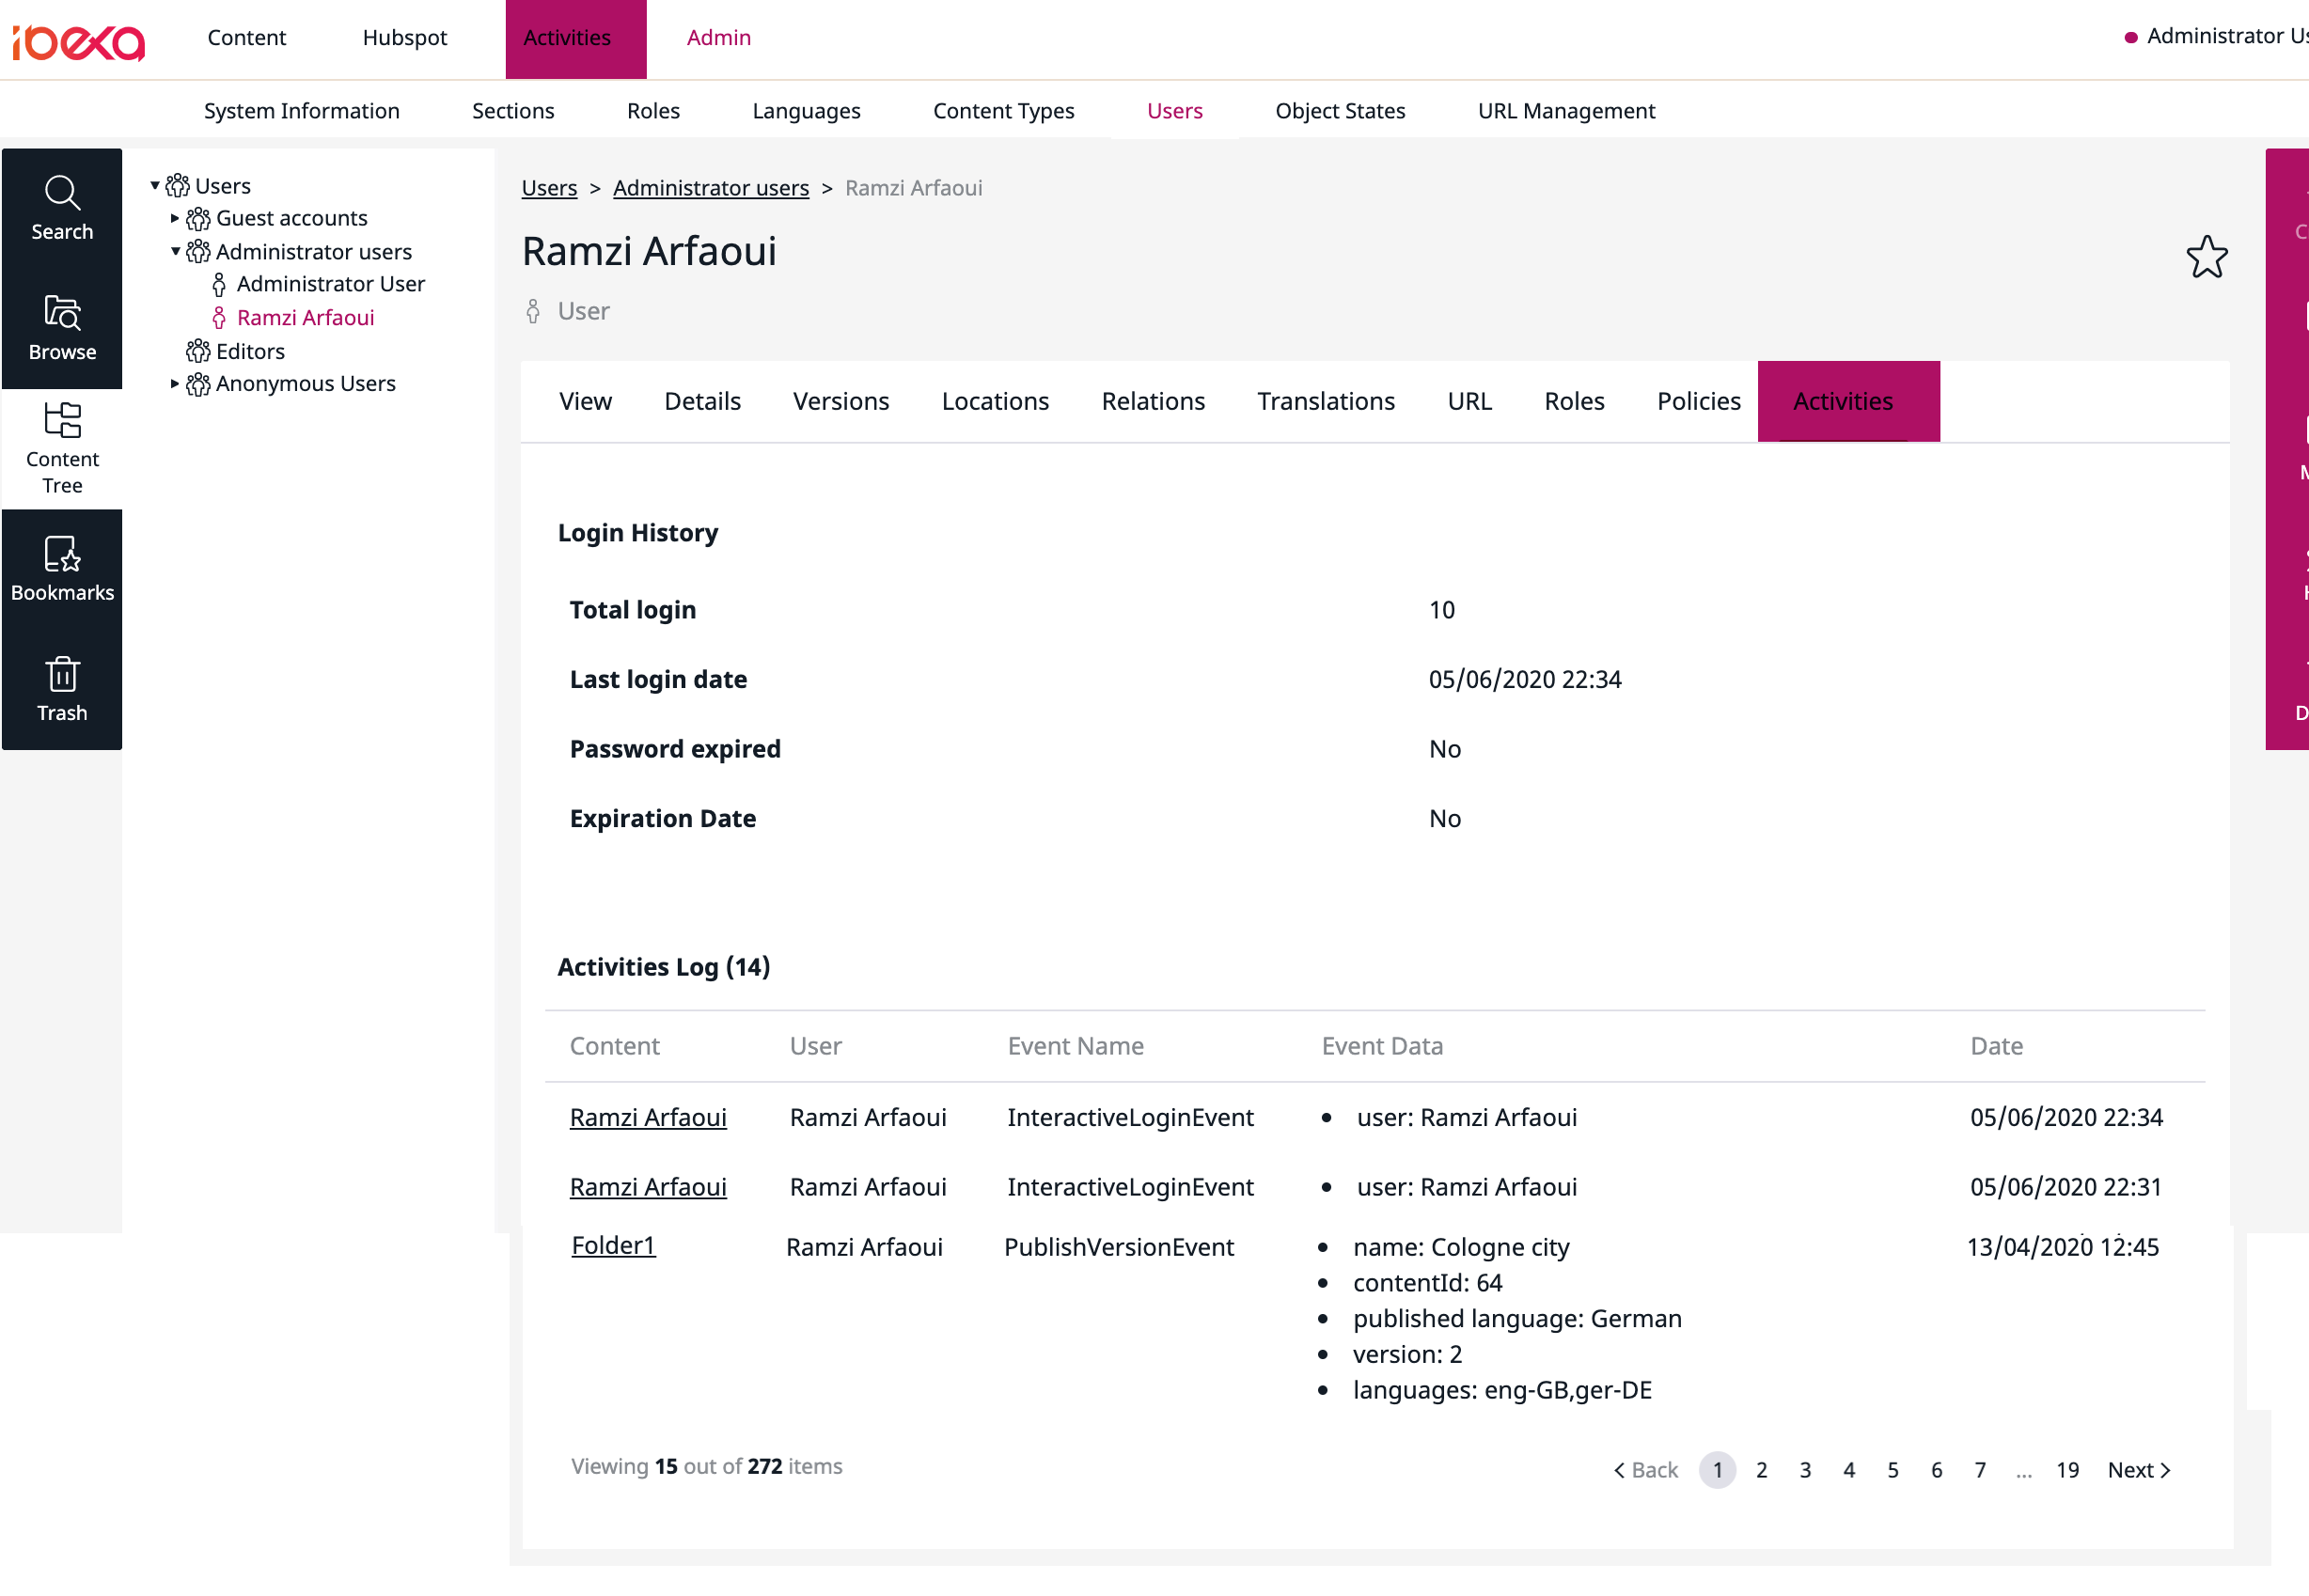 ibexa Content Hubspot Activities Admin Administrator
System Information Sections Roles Languages Content Types Users Object States URL Management
Search
Browse
Content
Tree
Bookmarks
Trash
Users
Guest accounts
Administrator users
Administrator User
Ramzi Arfaoui
Editors
Anonymous Users
Users > Administrator users > Ramzi Arfaoui
Ramzi Arfaoui
User
View Details Versions Locations Relations Translations URL Roles Policies Activities
Login History
Total login 10
Last login date 05/06/2020 22:34
Password expired No
Expiration Date No
Activities Log (14)
Content User Event Name Event Data Date
Ramzi Arfaoui Ramzi Arfaoui InteractiveLoginEvent • user: Ramzi Arfaoui 05/06/2020 22:34
Ramzi Arfaoui Ramzi Arfaoui InteractiveLoginEvent • user: Ramzi Arfaoui 05/06/2020 22:31
Folder1 Ramzi Arfaoui PublishVersionEvent • name: Cologne city 13/04/2020 12:45
• contentId: 64
• published language: German
• version: 2
• languages: eng-GB,ger-DE
Viewing 15 out of 272 items < Back 1 2 3 4 5 6 7 ... 19 Next >